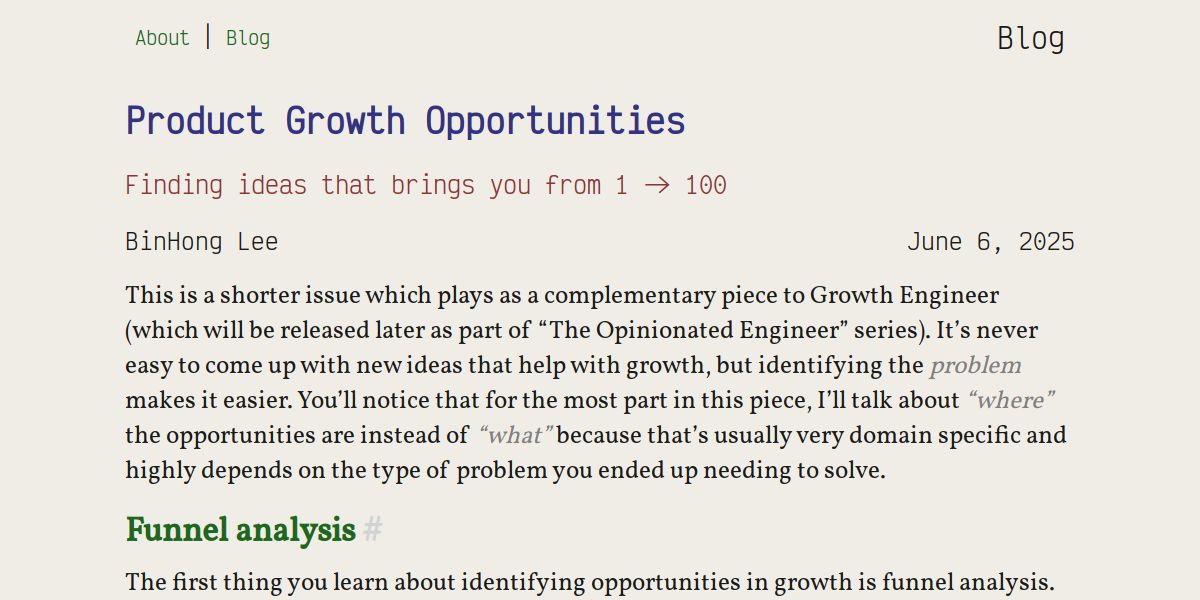 About | Blog
Blog
Product Growth Opportunities
Finding ideas that brings you from 1 → 100
BinHong Lee
June 6, 2025
This is a shorter issue which plays as a complementary piece to Growth Engineer
(which will be released later as part of “The Opinionated Engineer” series). It’s never
easy to come up with new ideas that help with growth, but identifying the problem
makes it easier. You’ll notice that for the most part in this piece, I’ll talk about “where”
the opportunities are instead of “what” because that’s usually very domain specific and
highly depends on the type of problem you ended up needing to solve.
Funnel analysis #
The first thing you learn about identifying opportunities in growth is funnel analysis.